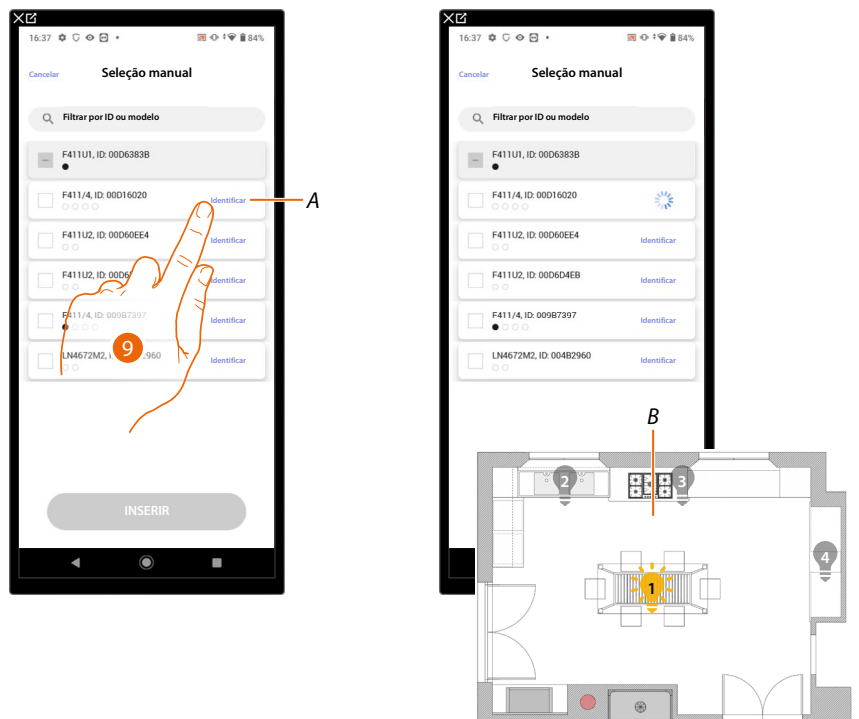 16:37
84%
Cancelar
Seleção manual
Filtrar por ID ou modelo
F411U1, ID: 00D6383B
F411/4, ID: 00D16020
Identificar
A
F411U2, ID: 00D60EE4
Identificar
F411U2, ID: 00D6
Identificar
F411/4, ID: 009B7397
Identificar
9
LN4672M2, I
2960
Identificar
INSERIR
16:37
84%
Cancelar
Seleção manual
Filtrar por ID ou modelo
F411U1, ID: 00D6383B
F411/4, ID: 00D16020
F411U2, ID: 00D60EE4
Identificar
F411U2, ID: 00D6D4EB
Identificar
F411/4, ID: 009B7397
Identificar
LN4672M2, ID: 004B2960
Identificar
B
2
3
4
1